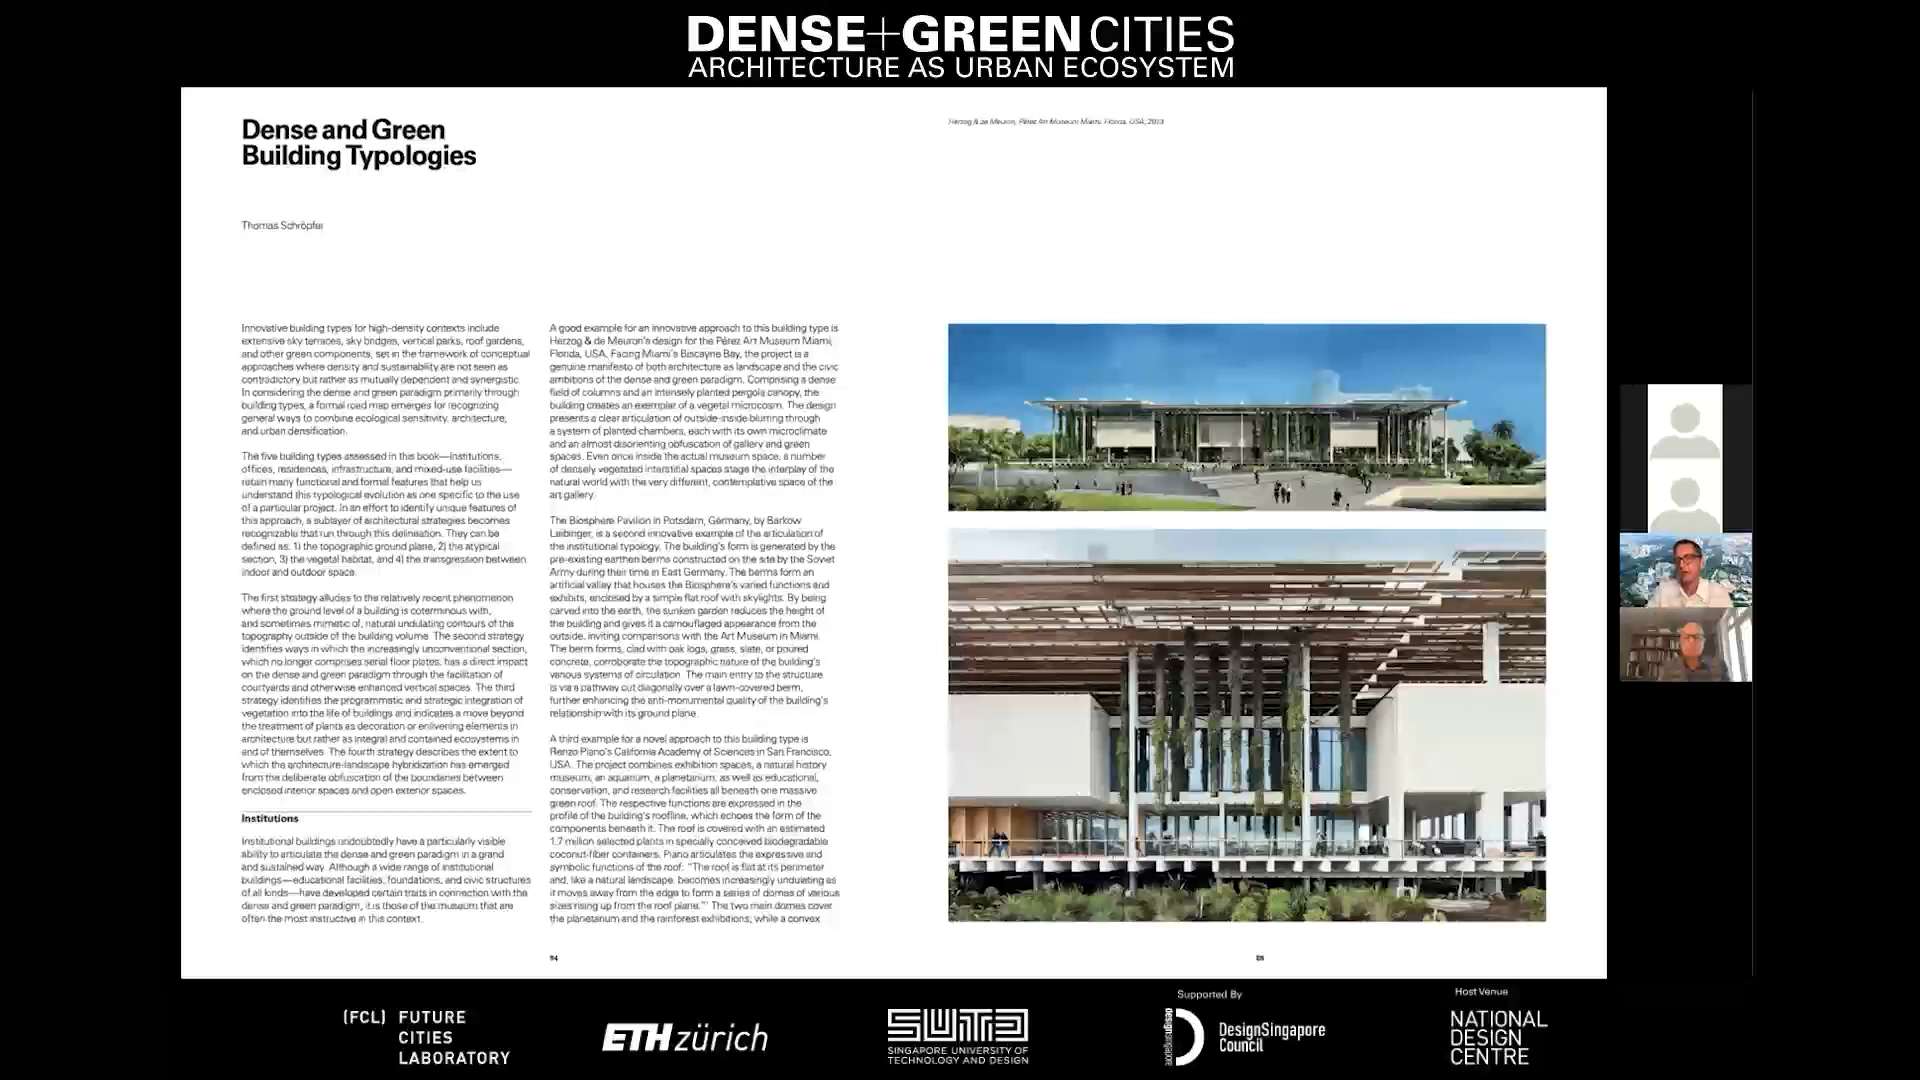 DENSE+GREEN CITIES
ARCHITECTURE AS URBAN ECOSYSTEM
Dense and Green
Building Typologies
Thomas Schröpfer
Innovative building types for high-density contexts include
extensive sky terraces, sky bridges, vertical parks, roof gardens,
and other green components, set in the framework of conceptual
approaches where density and sustainability are not seen as
contradictory but rather as mutually dependent and synergistic.
In considering the dense and green paradigm primarily through
building types, a formal road map emerges for recognizing
general ways to combine ecological sensitivity, architecture,
and urban densification.
The five building types assessed in this book—institutions,
offices, residences, infrastructure, and mixed-use facilities—
retain many functional and formal features that help us
understand this typological evolution as one specific to the use
of a particular project. In an effort to identify unique features of
this approach, a sublayer of architectural strategies becomes
recognizable that run through this delineation. They can be
defined as: 1) the topographic ground plane, 2) the atypical
section, 3) the vegetal habitat, and 4) the transgression between
indoor and outdoor space.
The first strategy alludes to the relatively recent phenomenon
where the ground level of a building is coterminous with,
and sometimes mimetic of, natural undulating contours of the
topography outside of the building volume. The second strategy
identifies ways in which the increasingly unconventional section,
which no longer comprises serial floor plates, has a direct impact
on the dense and green paradigm through the facilitation of
courtyards and otherwise enhanced vertical spaces. The third
strategy identifies the programmatic and strategic integration of
vegetation into the life of buildings and indicates a move beyond
the treatment of plants as decoration or enlivening elements in
architecture but rather as integral and contained ecosystems in
and of themselves. The fourth strategy describes the extent to
which the architecture-landscape hybridization has emerged
from the deliberate obfuscation of the boundaries between
enclosed interior spaces and open exterior spaces.
Institutions
Institutional buildings undoubtedly have a particularly visible
ability to articulate the dense and green paradigm in a grand
and sustained way. Although a wide range of institutional
buildings—educational facilities, foundations, and civic structures
of all kinds—have developed certain traits in connection with the
dense and green paradigm, it is those of the museum that are
often the most instructive in this context.
A good example for an innovative approach to this building type is
Herzog & de Meuron's design for the Pérez Art Museum Miami,
Florida, USA. Facing Miami's Biscayne Bay, the project is a
genuine manifesto of both architecture as landscape and the civic
ambitions of the dense and green paradigm. Comprising a dense
field of columns and an intensely planted pergola canopy, the
building creates an exemplar of a vegetal microcosm. The design
presents a clear articulation of outside-inside blurring through
a system of planted chambers, each with its own microclimate
and an almost disorienting obfuscation of gallery and green
spaces. Even once inside the actual museum space, a number
of densely vegetated interstitial spaces stage the interplay of the
natural world with the very different, contemplative space of the
art gallery.
The Biosphere Pavilion in Potsdam, Germany, by Barkow
Leibinger, is a second innovative example of the articulation of
the institutional typology. The building's form is generated by the
pre-existing earthen berms constructed on the site by the Soviet
Army during their time in East Germany. The berms form an
artificial valley that houses the Biosphere's varied functions and
exhibits, enclosed by a simple flat roof with skylights. By being
carved into the earth, the sunken garden reduces the height of
the building and gives it a camouflaged appearance from the
outside, inviting comparisons with the Art Museum in Miami.
The berm forms, clad with oak logs, grass, slate, or poured
concrete, corroborate the topographic nature of the building's
various systems of circulation. The main entry to the structure
is via a pathway cut diagonally over a lawn-covered berm,
further enhancing the anti-monumental quality of the building's
relationship with its ground plane.
A third example for a novel approach to this building type is
Renzo Piano's California Academy of Sciences in San Francisco,
USA. The project combines exhibition spaces, a natural history
museum, an aquarium, a planetarium, as well as educational,
conservation, and research facilities all beneath one massive
green roof. The respective functions are expressed in the
profile of the building's roofline, which echoes the form of the
components beneath it. The roof is covered with an estimated
1.7 million selected plants in specially conceived biodegradable
coconut-fiber containers. Piano articulates the expressive and
symbolic functions of the roof: "The roof is flat at its perimeter
and, like a natural landscape, becomes increasingly undulating as
it moves away from the edge to form a series of domes of various
sizes rising up from the roof plane." The two main domes cover
the planetarium and the rainforest exhibitions, while a convex
Herzog & de Meuron, Pérez Art Museum Miami, Florida, USA, 2013
(FCL) FUTURE
CITIES
LABORATORY
ETH zürich
SUTD
SINGAPORE UNIVERSITY OF
TECHNOLOGY AND DESIGN
Supported By
designsingapore
DesignSingapore
Council
Host Venue
NATIONAL
DESIGN
CENTRE